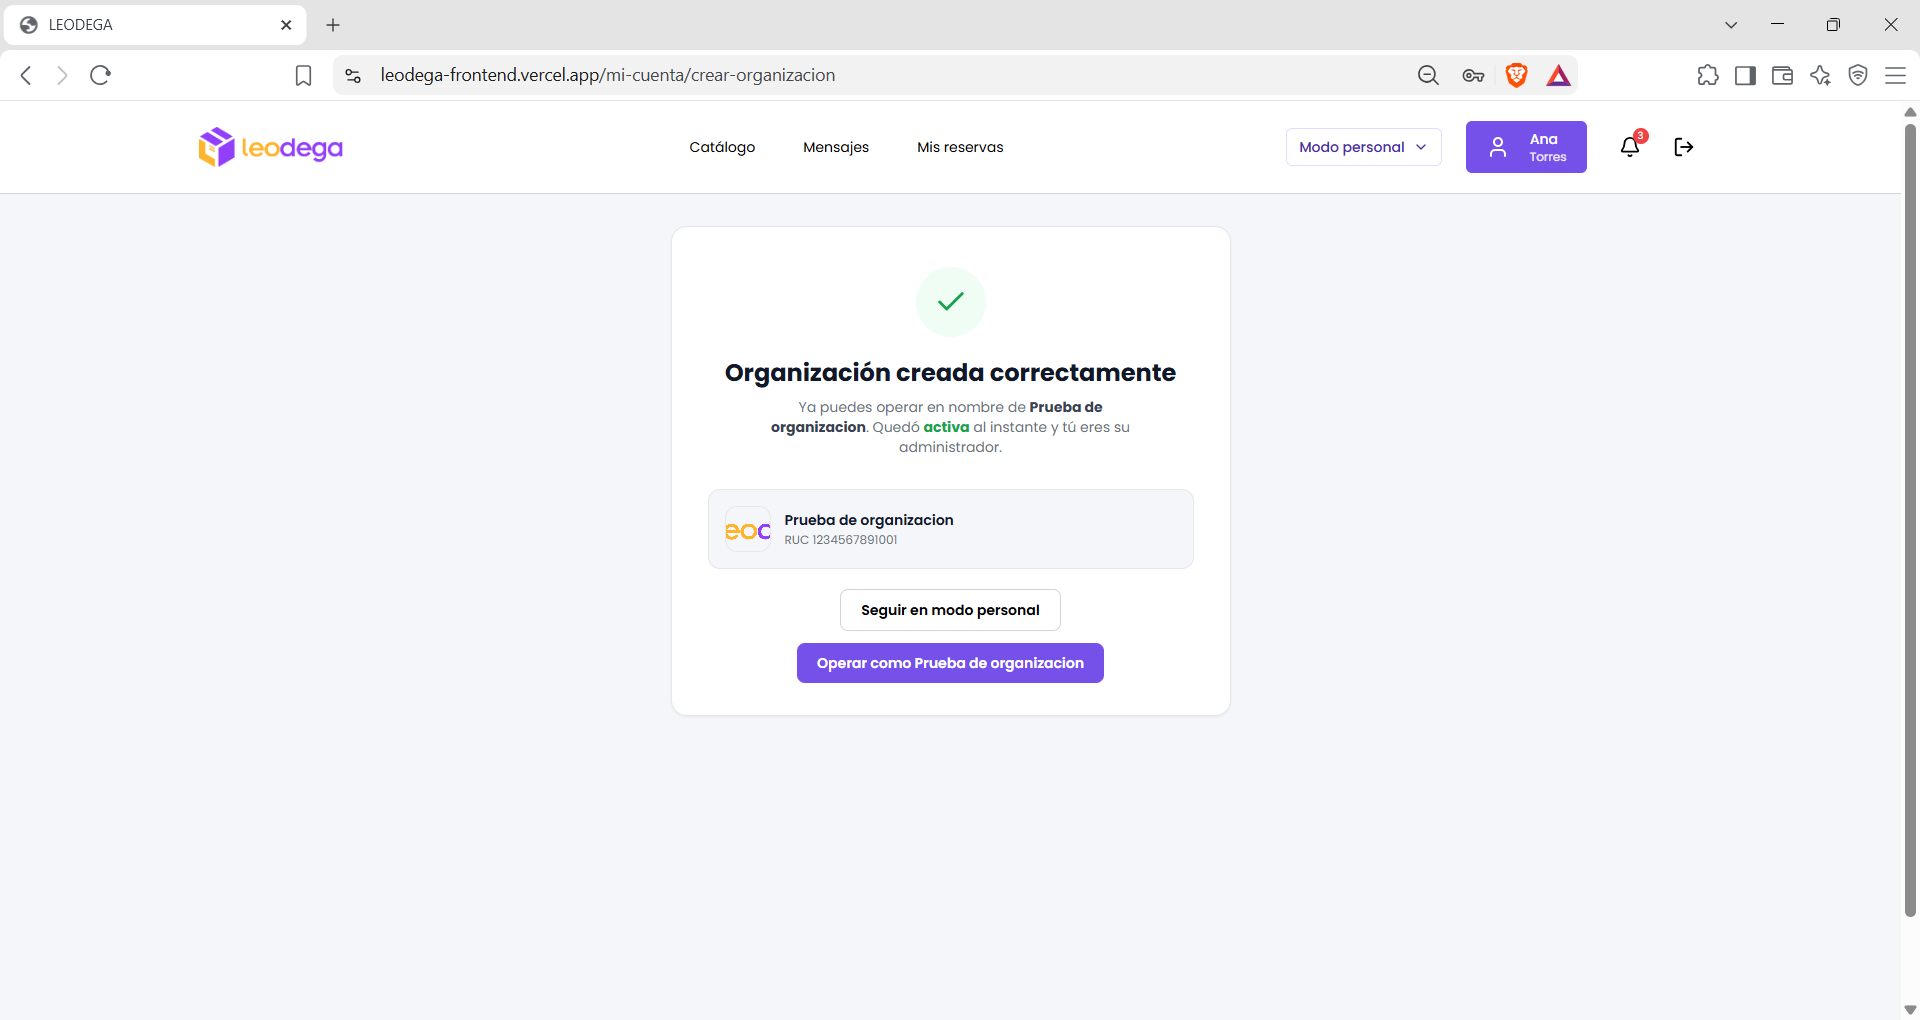 LEODEGA
leodega-frontend.vercel.app/mi-cuenta/crear-organizacion
leodega
Catálogo
Mensajes
Mis reservas
Modo personal
Ana
Torres
3
Organización creada correctamente
Ya puedes operar en nombre de Prueba de
organizacion. Quedó activa al instante y tú eres su
administrador.
eoc
Prueba de organizacion
RUC 1234567891001
Seguir en modo personal
Operar como Prueba de organizacion